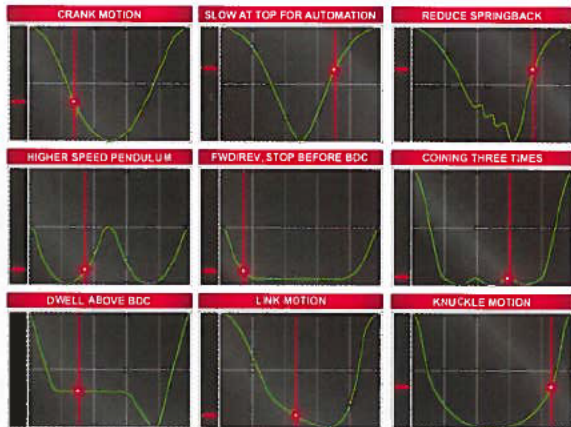 CRANK MOTION
SLOW AT TOP FOR AUTOMATION
REDUCE SPRINGBACK
HIGHER SPEED PENDULUM
FWD/REV, STOP BEFORE BDC
COINING THREE TIMES
DWELL ABOVE BDC
LINK MOTION
KNUCKLE MOTION